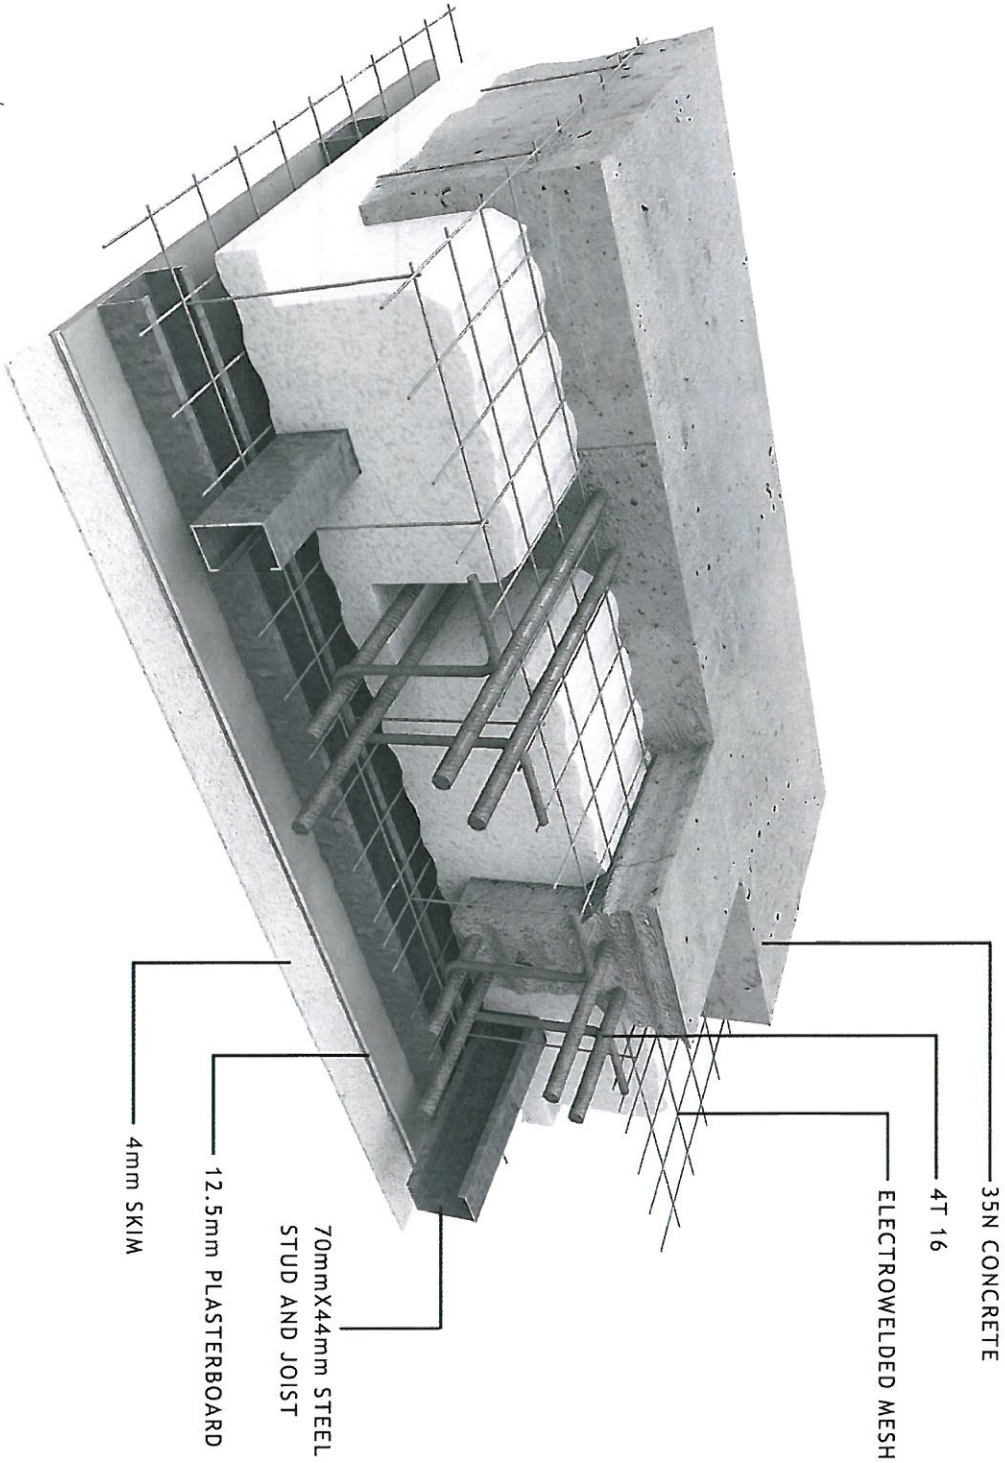 35N CONCRETE
4T 16
ELECTROWELDED MESH
70mmX44mm STEEL
STUD AND JOIST
12.5mm PLASTERBOARD
4mm SKIM